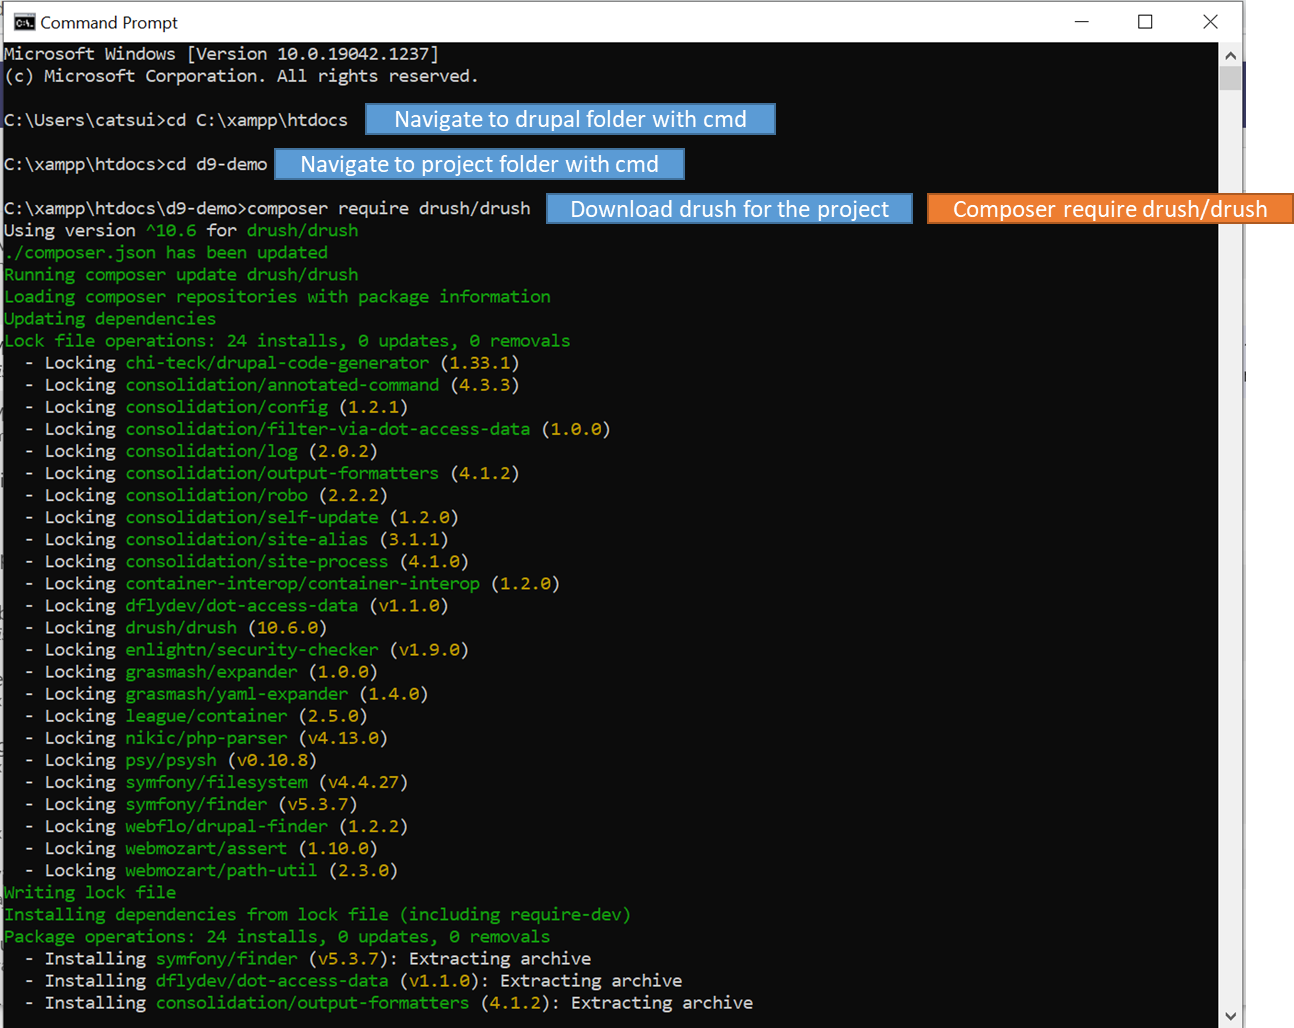 Command Prompt
Microsoft Windows [Version 10.0.19042.1237]
(c) Microsoft Corporation. All rights reserved.
C:\Users\catsui>cd C:\xampp\htdocs Navigate to drupal folder with cmd
C:\xampp\htdocs>cd d9-demo Navigate to project folder with cmd
C:\xampp\htdocs\d9-demo>composer require drush/drush Download drush for the project Composer require drush/drush
Using version ^10.6 for drush/drush
./composer.json has been updated
Running composer update drush/drush
Loading composer repositories with package information
Updating dependencies
Lock file operations: 24 installs, 0 updates, 0 removals
- Locking chi-teck/drupal-code-generator (1.33.1)
- Locking consolidation/annotated-command (4.3.3)
- Locking consolidation/config (1.2.1)
- Locking consolidation/filter-via-dot-access-data (1.0.0)
- Locking consolidation/log (2.0.2)
- Locking consolidation/output-formatters (4.1.2)
- Locking consolidation/robo (2.2.2)
- Locking consolidation/self-update (1.2.0)
- Locking consolidation/site-alias (3.1.1)
- Locking consolidation/site-process (4.1.0)
- Locking container-interop/container-interop (1.2.0)
- Locking dflydev/dot-access-data (v1.1.0)
- Locking drush/drush (10.6.0)
- Locking enlightn/security-checker (v1.9.0)
- Locking grasmash/expander (1.0.0)
- Locking grasmash/yaml-expander (1.4.0)
- Locking league/container (2.5.0)
- Locking nikic/php-parser (v4.13.0)
- Locking psy/psysh (v0.10.8)
- Locking symfony/filesystem (v4.4.27)
- Locking symfony/finder (v5.3.7)
- Locking webflo/drupal-finder (1.2.2)
- Locking webmozart/assert (1.10.0)
- Locking webmozart/path-util (2.3.0)
Writing lock file
Installing dependencies from lock file (including require-dev)
Package operations: 24 installs, 0 updates, 0 removals
- Installing symfony/finder (v5.3.7): Extracting archive
- Installing dflydev/dot-access-data (v1.1.0): Extracting archive
- Installing consolidation/output-formatters (4.1.2): Extracting archive